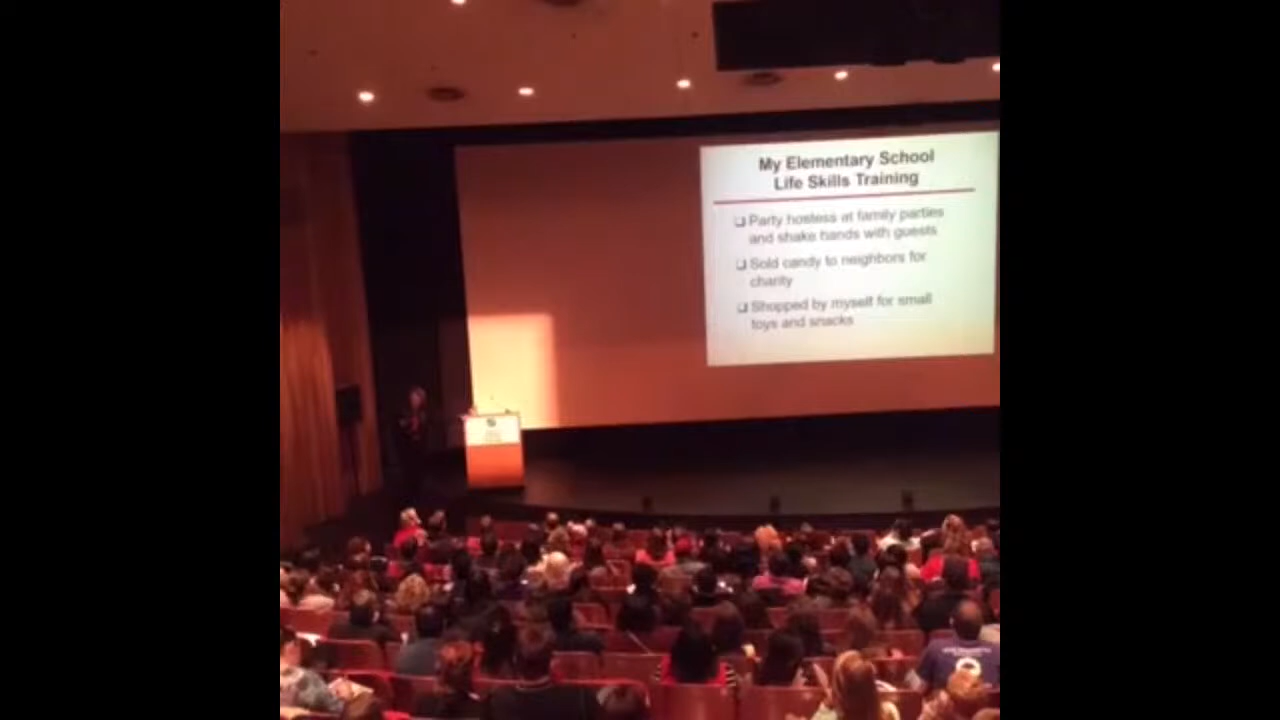 My Elementary School
Life Skills Training
❑ Party hostess at family parties
and shake hands with guests
❑ Sold candy to neighbors for
charity
❑ Shopped by myself for small
toys and snacks